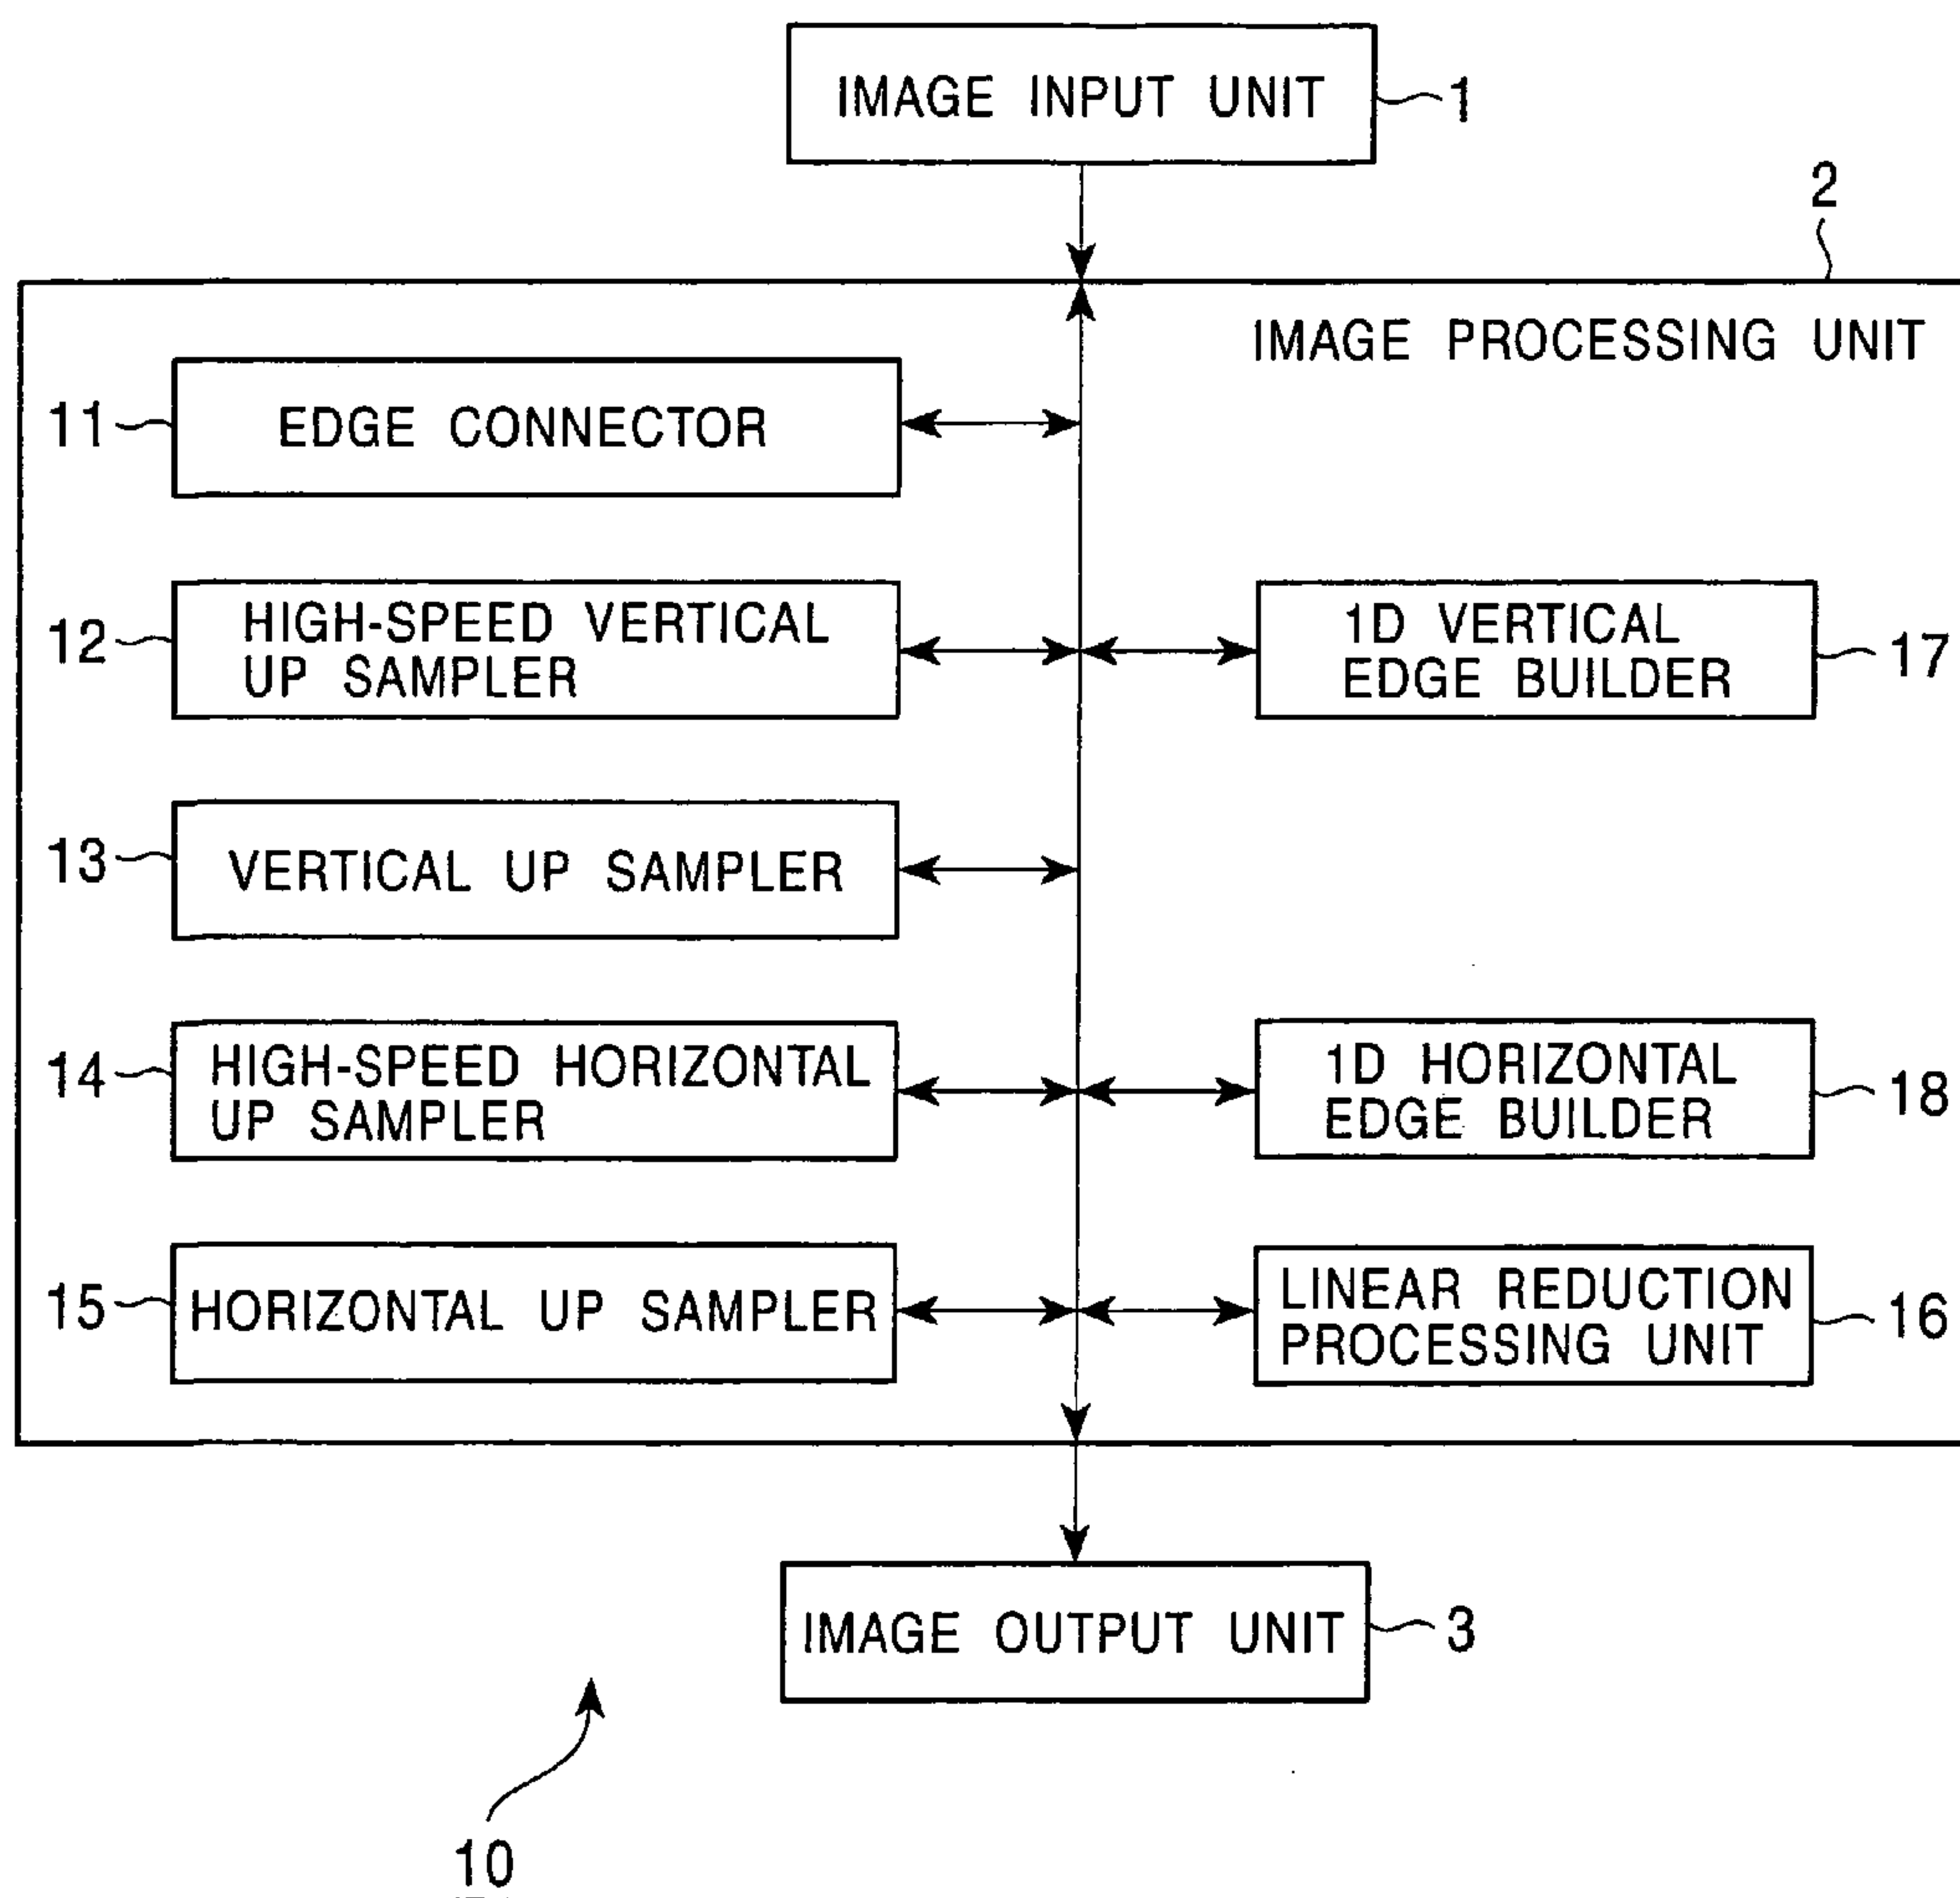 IMAGE INPUT UNIT
1
2
IMAGE PROCESSING UNIT
11
EDGE CONNECTOR
12
HIGH-SPEED VERTICAL
UP SAMPLER
1D VERTICAL
EDGE BUILDER
17
13
VERTICAL UP SAMPLER
14
HIGH-SPEED HORIZONTAL
UP SAMPLER
1D HORIZONTAL
EDGE BUILDER
18
15
HORIZONTAL UP SAMPLER
LINEAR REDUCTION
PROCESSING UNIT
16
IMAGE OUTPUT UNIT
3
10